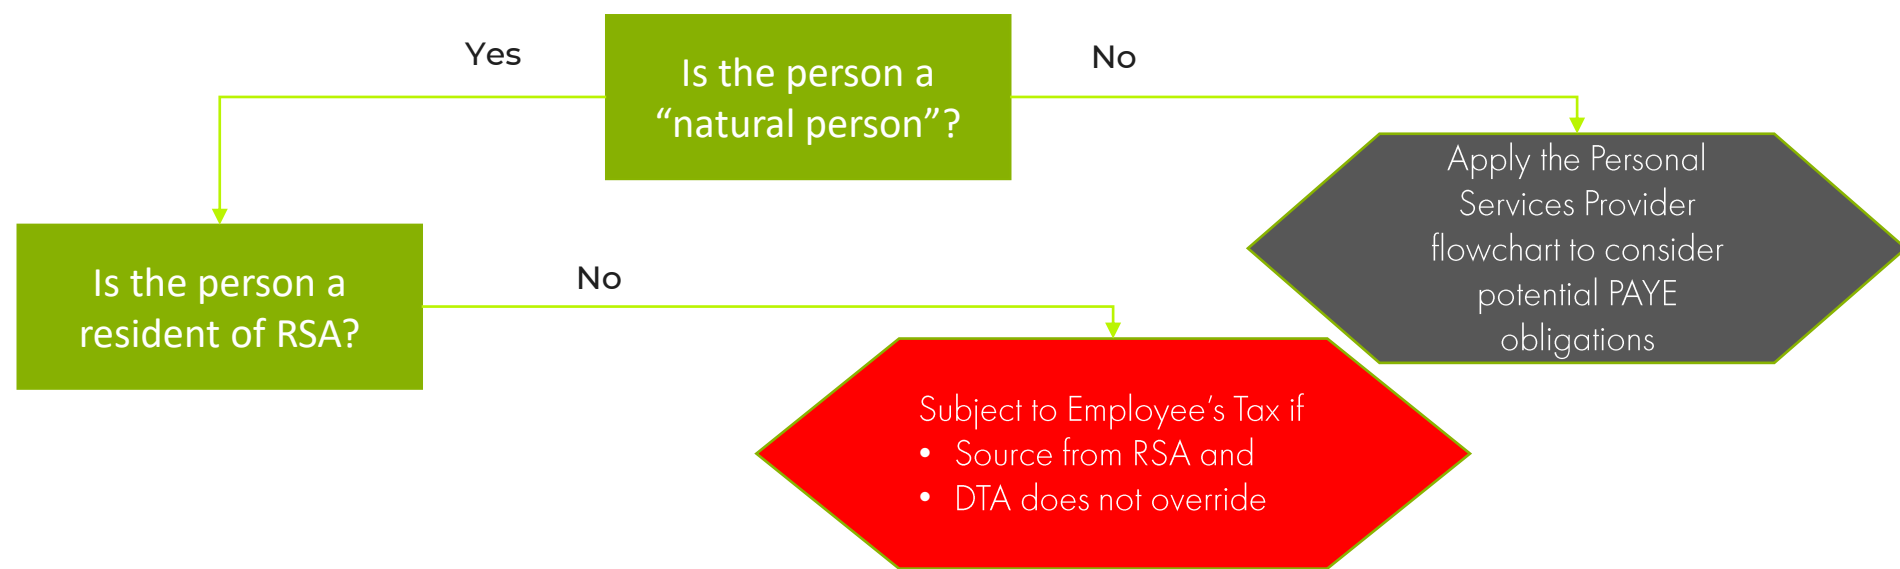 Yes
Is the person a
“natural person”?
No
Apply the Personal
Services Provider
flowchart to consider
potential PAYE
obligations
Is the person a
resident of RSA?
No
Subject to Employee’s Tax if
• Source from RSA and
• DTA does not override